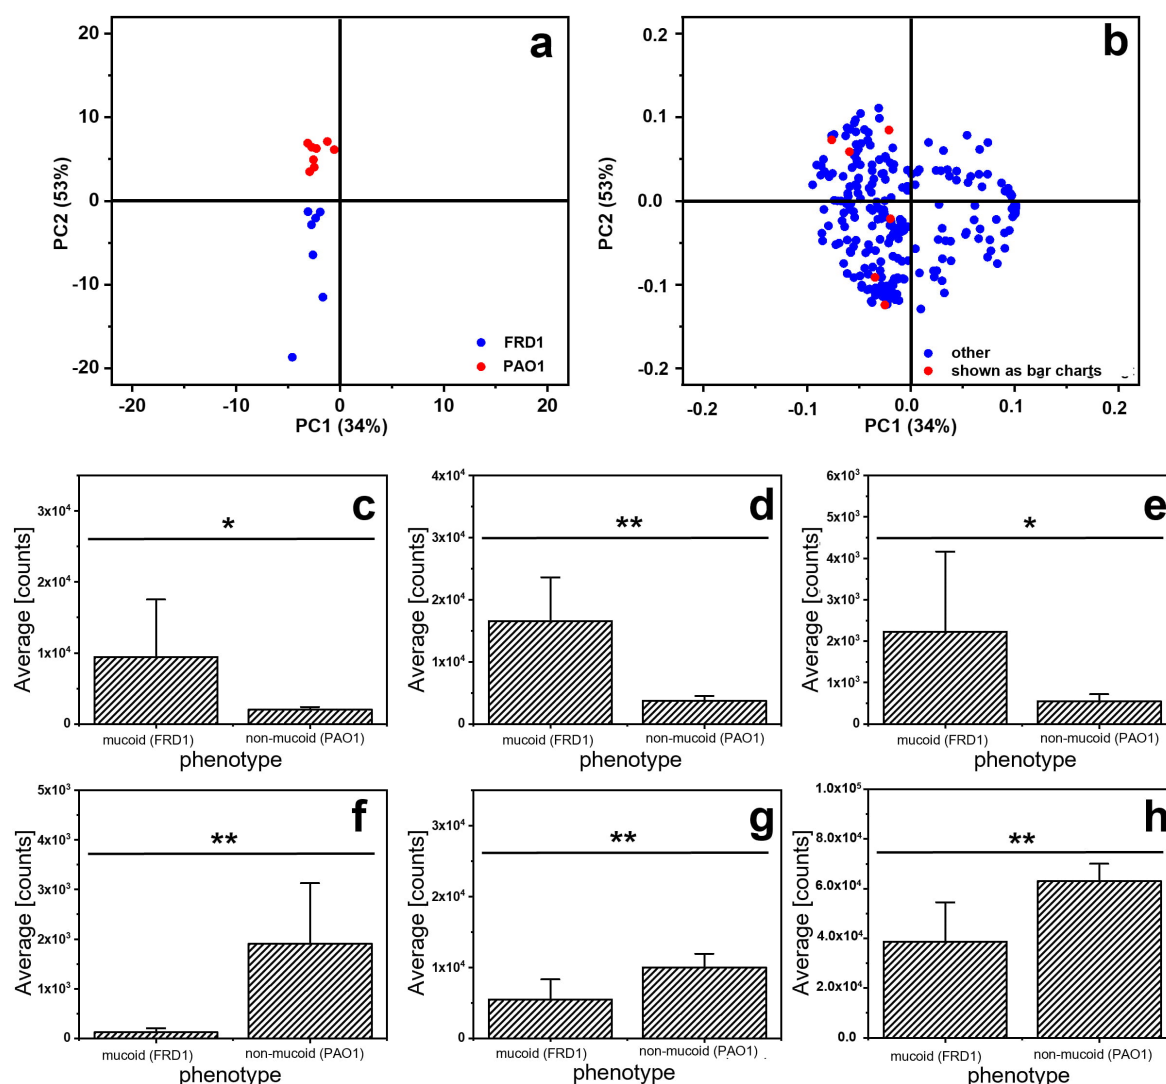 a
20
10
0
-10
-20
PC2 (53%)
FRD1
PAO1
-20
-10
0
10
20
PC1 (34%)
b
0.2
0.1
0.0
-0.1
-0.2
PC2 (53%)
other
shown as bar charts
-0.2
-0.1
0.0
0.1
0.2
PC1 (34%)
c
*
3x10⁴
2x10⁴
1x10⁴
0
Average [counts]
mucoid (FRD1)
non-mucoid (PAO1)
phenotype
d
**
4x10⁴
3x10⁴
2x10⁴
1x10⁴
0
Average [counts]
mucoid (FRD1)
non-mucoid (PAO1)
phenotype
e
*
6x10³
5x10³
4x10³
3x10³
2x10³
1x10³
0
Average [counts]
mucoid (FRD1)
non-mucoid (PAO1)
phenotype
f
**
5x10³
4x10³
3x10³
2x10³
1x10³
0
Average [counts]
mucoid (FRD1)
non-mucoid (PAO1)
phenotype
g
**
3x10⁴
2x10⁴
1x10⁴
0
Average [counts]
mucoid (FRD1)
non-mucoid (PAO1)
phenotype
h
**
1.0x10⁵
8.0x10⁴
6.0x10⁴
4.0x10⁴
2.0x10⁴
0.0
Average [counts]
mucoid (FRD1)
non-mucoid (PAO1)
phenotype